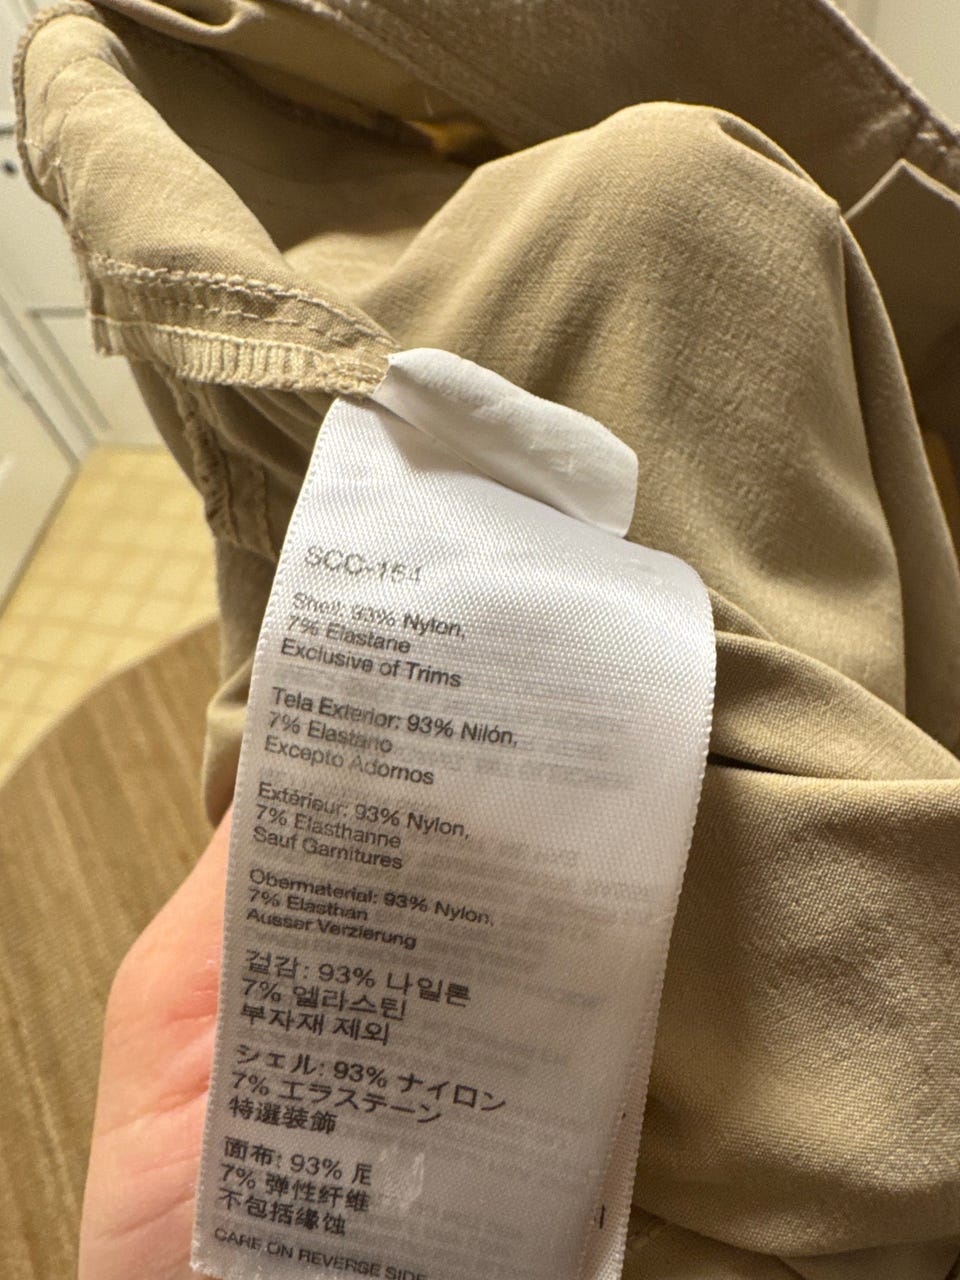 SCC-154
Shell: 93% Nylon,
7% Elastane
Exclusive of Trims
Tela Exterior: 93% Nilón,
7% Elastano
Excepto Adornos
Extérieur: 93% Nylon,
7% Elasthanne
Sauf Garnitures
Obermaterial: 93% Nylon,
7% Elasthan
Ausser Verzierung
겉감: 93% 나일론
7% 엘라스틴
부자재 제외
シェル: 93% ナイロン
7% エラステーン
特選装飾
面布: 93% 尼
7% 弹性纤维
不包括缘蚀
CARE ON REVERSE SIDE